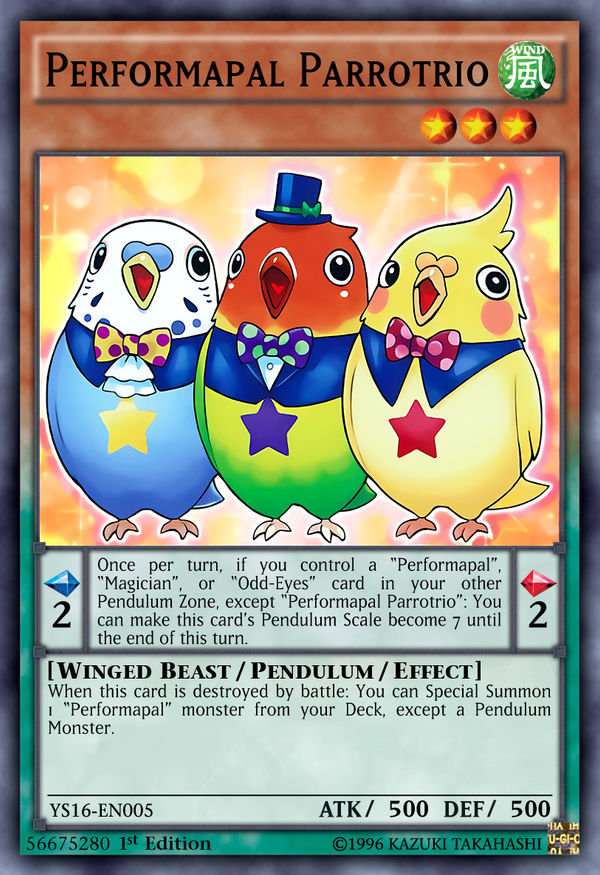 Performapal Parrotrio
WIND
風
2
2
Once per turn, if you control a "Performapal",
"Magician", or "Odd-Eyes" card in your other
Pendulum Zone, except "Performapal Parrotrio": You
can make this card's Pendulum Scale become 7 until
the end of this turn.
[Winged Beast / Pendulum / Effect]
When this card is destroyed by battle: You can Special Summon
1 "Performapal" monster from your Deck, except a Pendulum
Monster.
YS16-EN005
ATK/ 500 DEF/ 500
56675280 1st Edition
©1996 KAZUKI TAKAHASHI